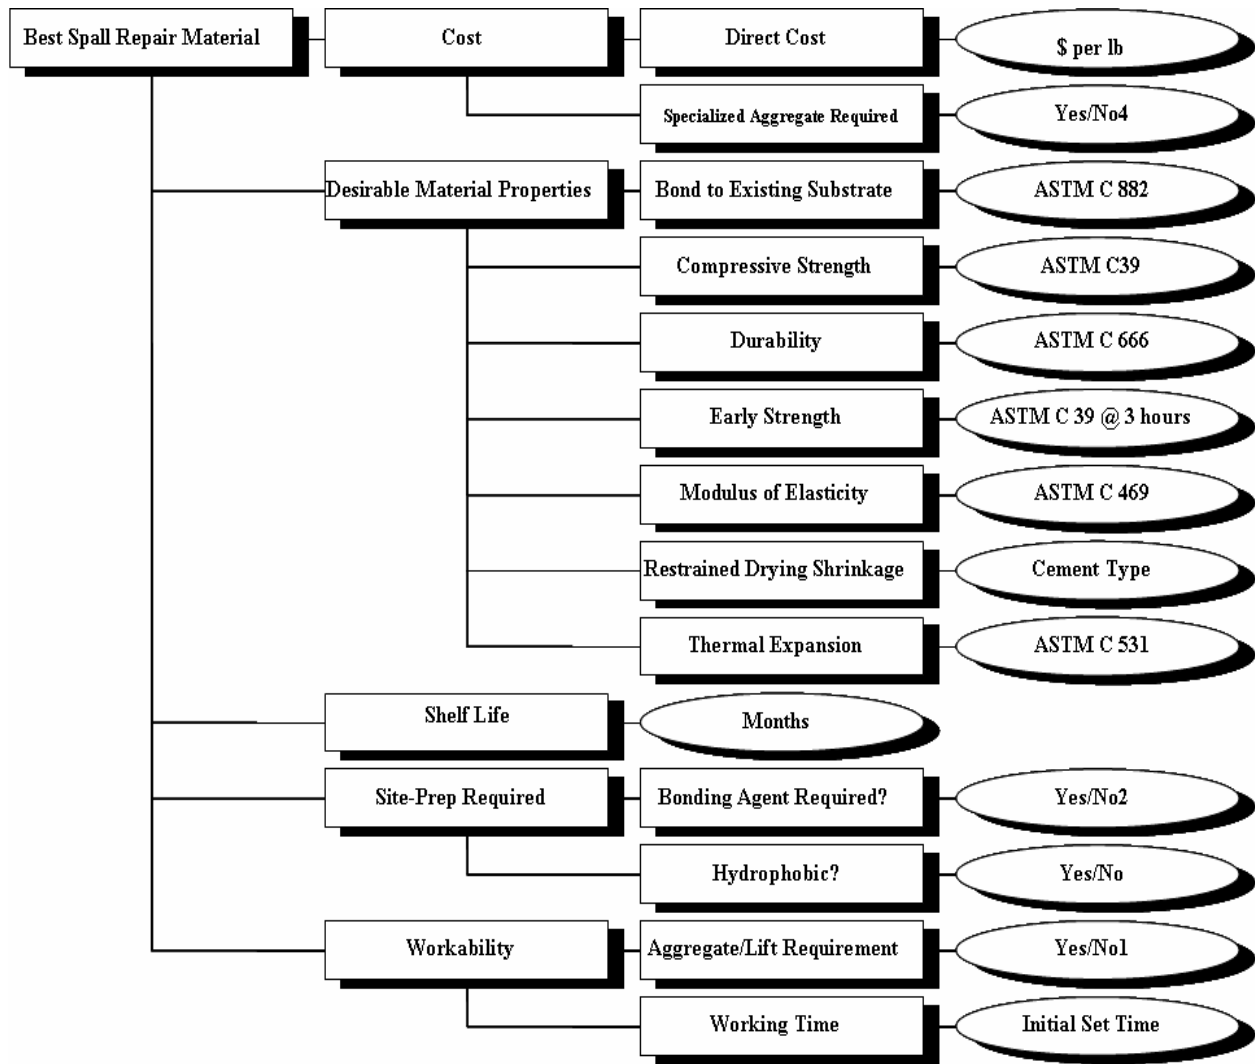 Best Spall Repair Material
Cost
Direct Cost
$ per lb
Specialized Aggregate Required
Yes/No4
Desirable Material Properties
Bond to Existing Substrate
ASTM C 882
Compressive Strength
ASTM C39
Durability
ASTM C 666
Early Strength
ASTM C 39 @ 3 hours
Modulus of Elasticity
ASTM C 469
Restrained Drying Shrinkage
Cement Type
Thermal Expansion
ASTM C 531
Shelf Life
Months
Site-Prep Required
Bonding Agent Required?
Yes/No2
Hydrophobic?
Yes/No
Workability
Aggregate/Lift Requirement
Yes/No1
Working Time
Initial Set Time